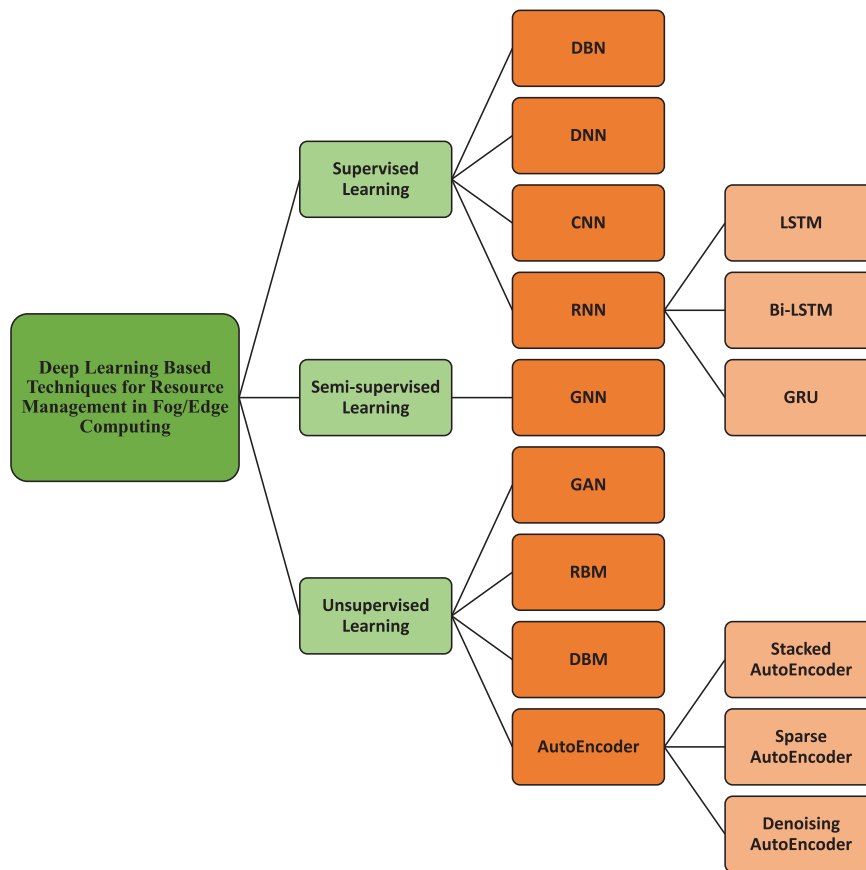 Deep Learning Based
Techniques for Resource
Management in Fog/Edge
Computing
Supervised
Learning
Semi-supervised
Learning
Unsupervised
Learning
DBN
DNN
CNN
RNN
GNN
GAN
RBM
DBM
AutoEncoder
LSTM
Bi-LSTM
GRU
Stacked
AutoEncoder
Sparse
AutoEncoder
Denoising
AutoEncoder